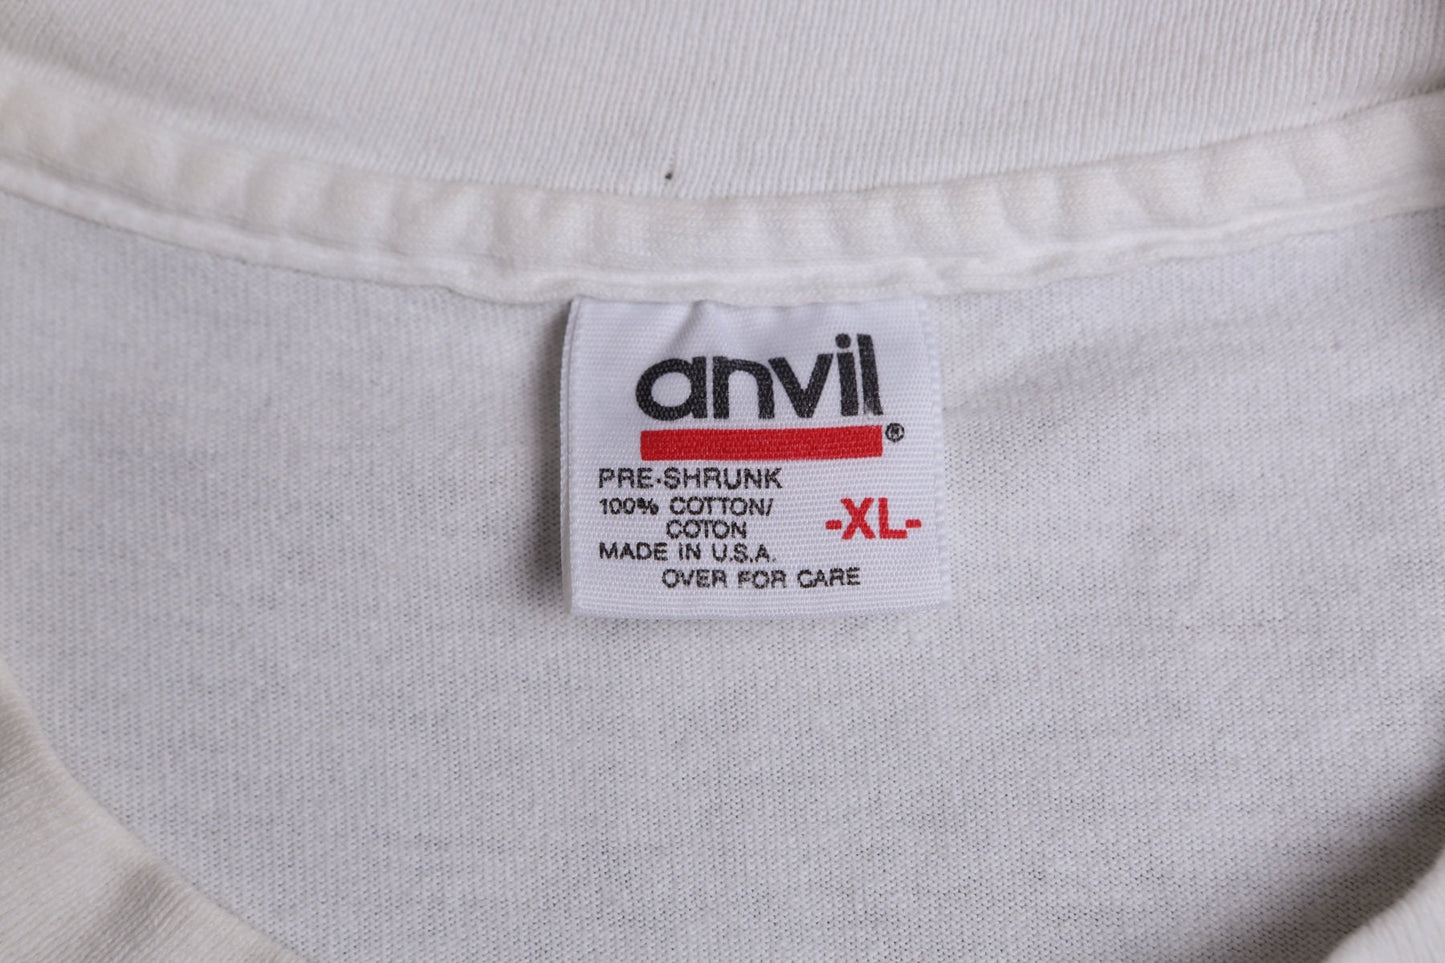 anvil®
PRE-SHRUNK
100% COTTON/
COTON
-XL-
MADE IN U.S.A.
OVER FOR CARE